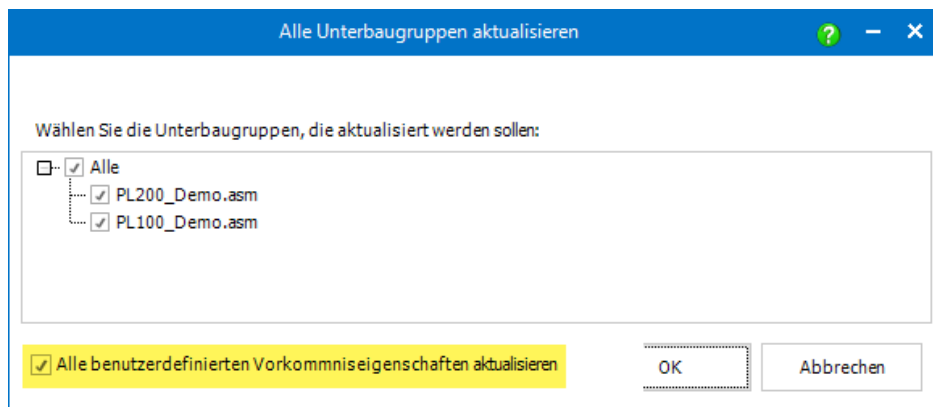 Alle Unterbaugruppen aktualisieren
Wählen Sie die Unterbaugruppen, die aktualisiert werden sollen:
Alle
PL200_Demo.asm
PL100_Demo.asm
Alle benutzerdefinierten Vorkommniseigenschaften aktualisieren
OK
Abbrechen